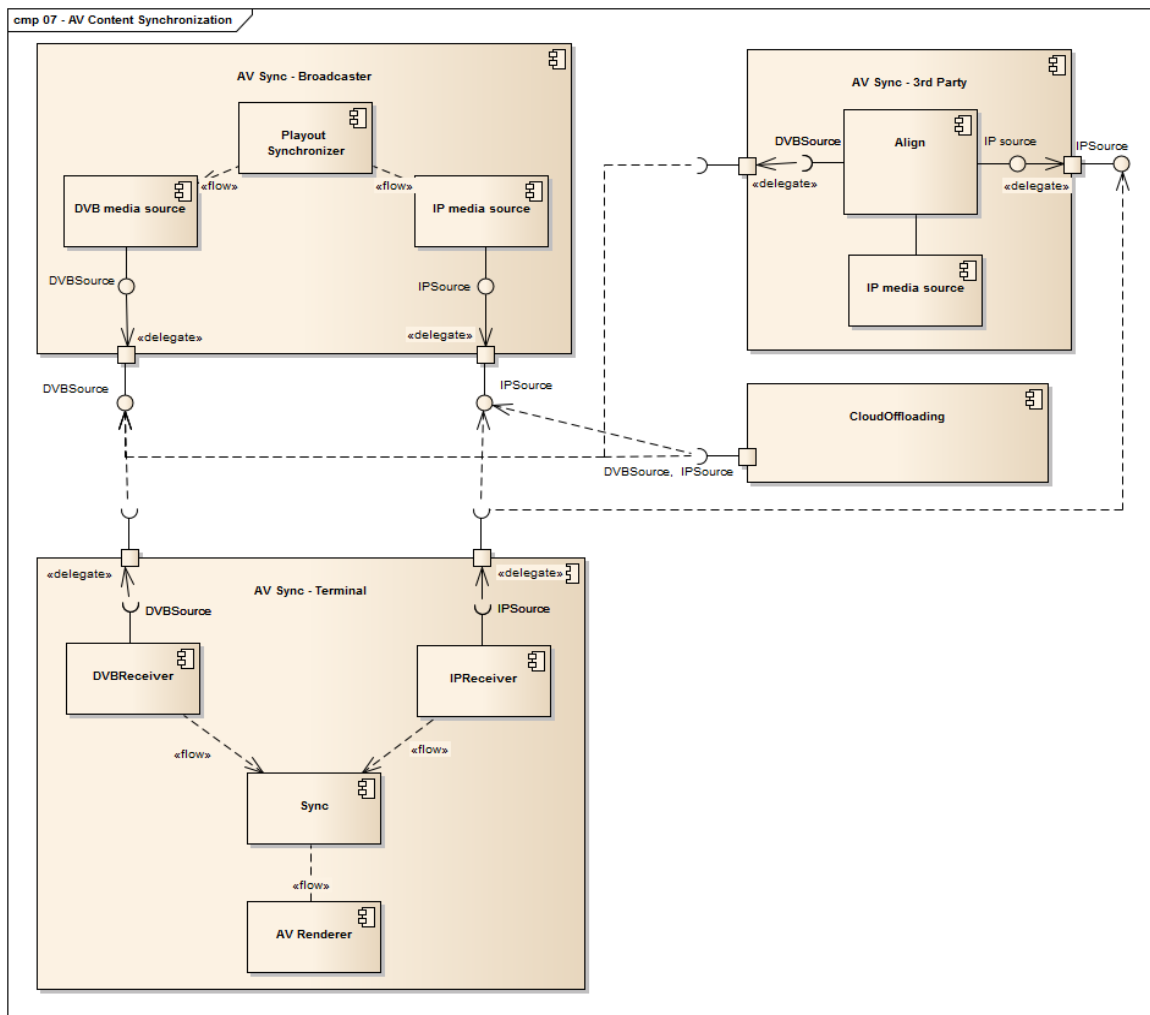 cmp 07 - AV Content Synchronization
AV Sync - Broadcaster
Playout
Synchronizer
«flow»
«flow»
DVB media source
IP media source
DVBSource
IPSource
«delegate»
«delegate»
DVBSource
IPSource
AV Sync - 3rd Party
DVBSource
Align
IP source
IPSource
«delegate»
«delegate»
IP media source
CloudOffloading
DVBSource, IPSource
«delegate»
«delegate»
AV Sync - Terminal
DVBSource
IPSource
DVBReceiver
IPReceiver
«flow»
«flow»
Sync
«flow»
AV Renderer